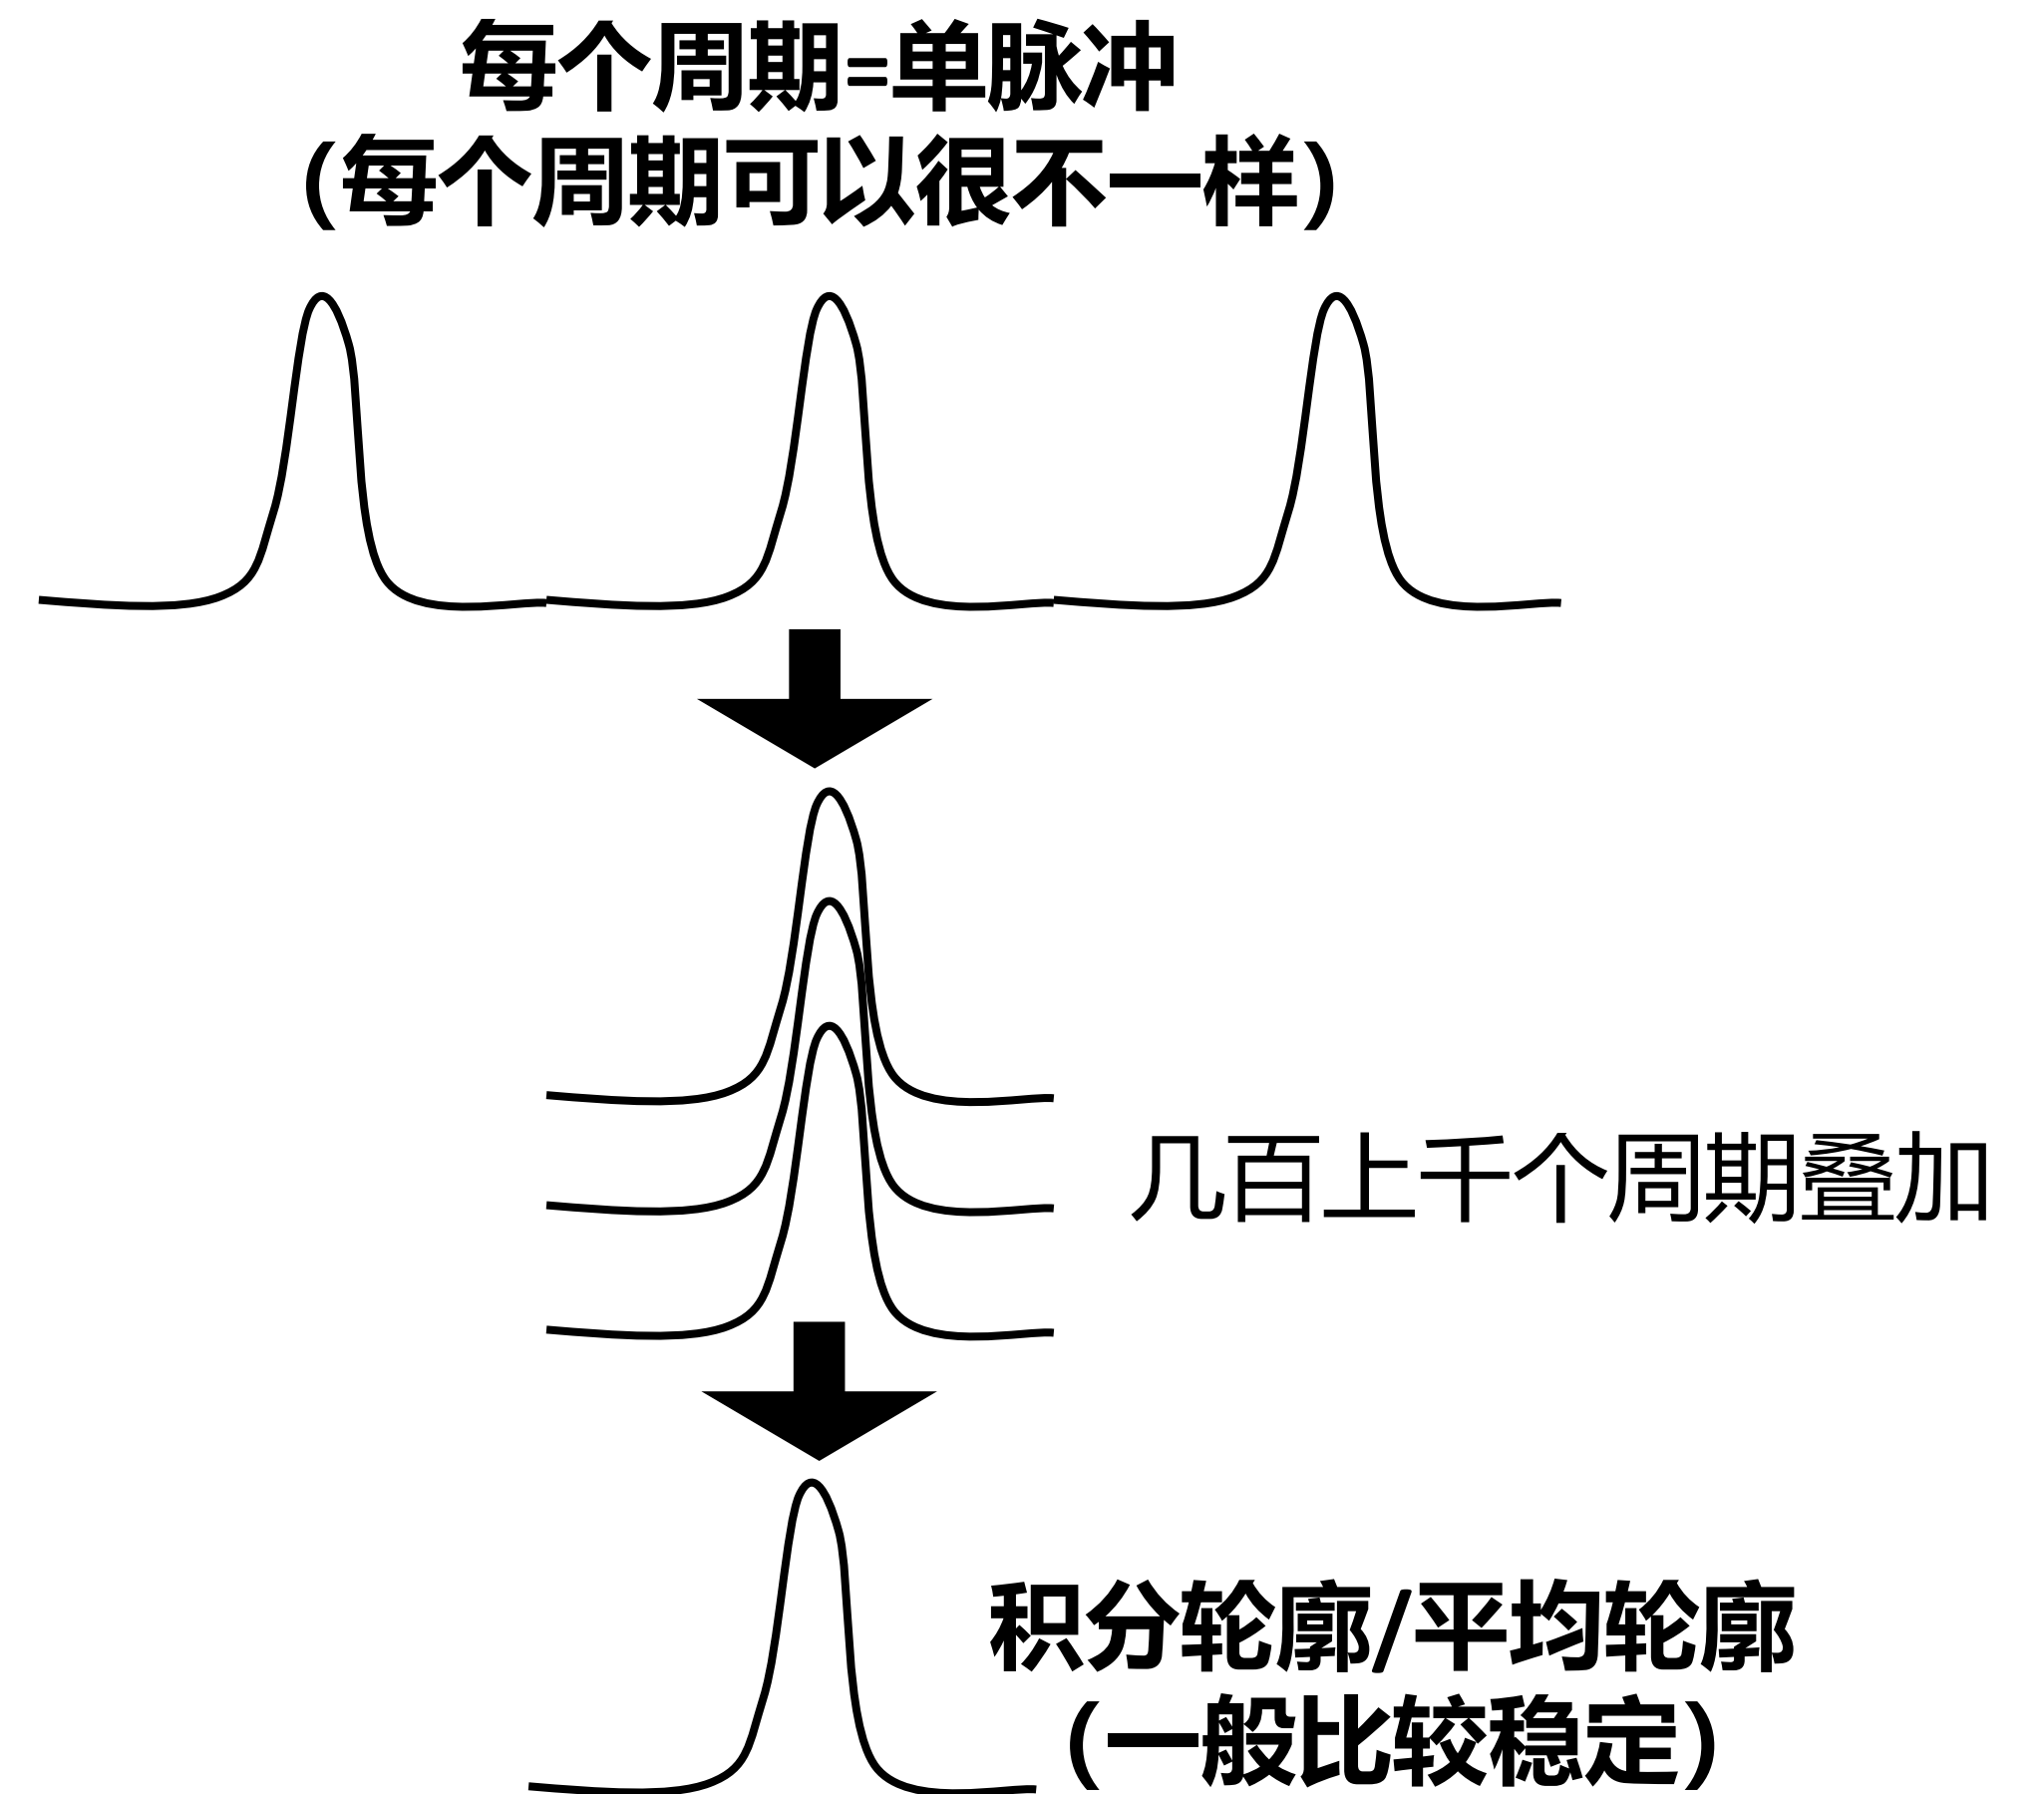 每个周期=单脉冲
(每个周期可以很不一样)
几百上千个周期叠加
积分轮廓/平均轮廓
(一般比较稳定)